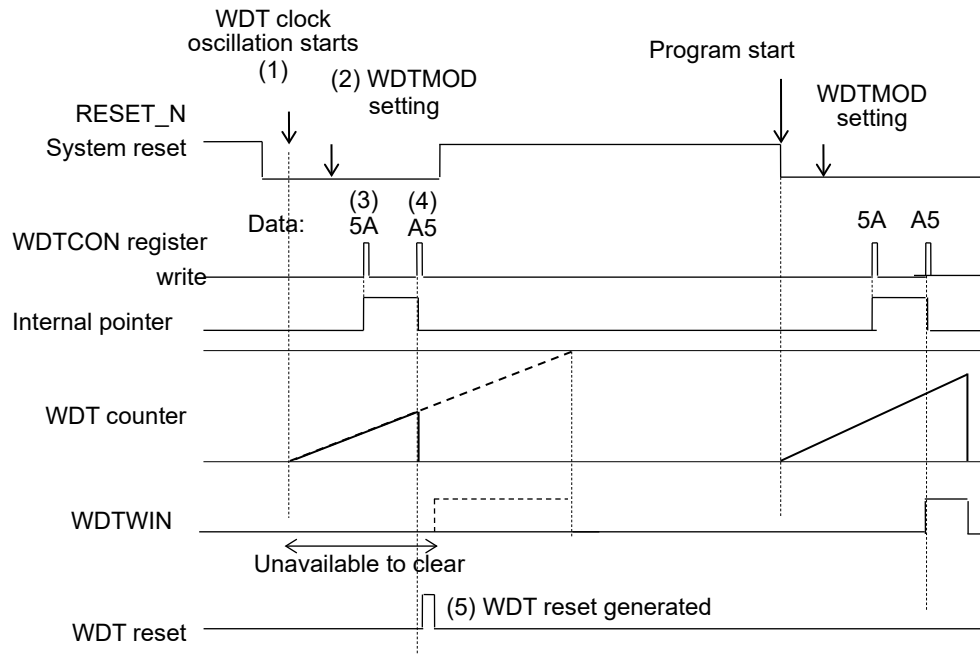 WDT clock
oscillation starts
(1)
(2) WDTMOD
setting
Program start
WDTMOD
setting
RESET_N
System reset
Data:
(3)
5A
(4)
A5
5A
A5
WDTCON register
write
Internal pointer
WDT counter
WDTWIN
Unavailable to clear
(5) WDT reset generated
WDT reset